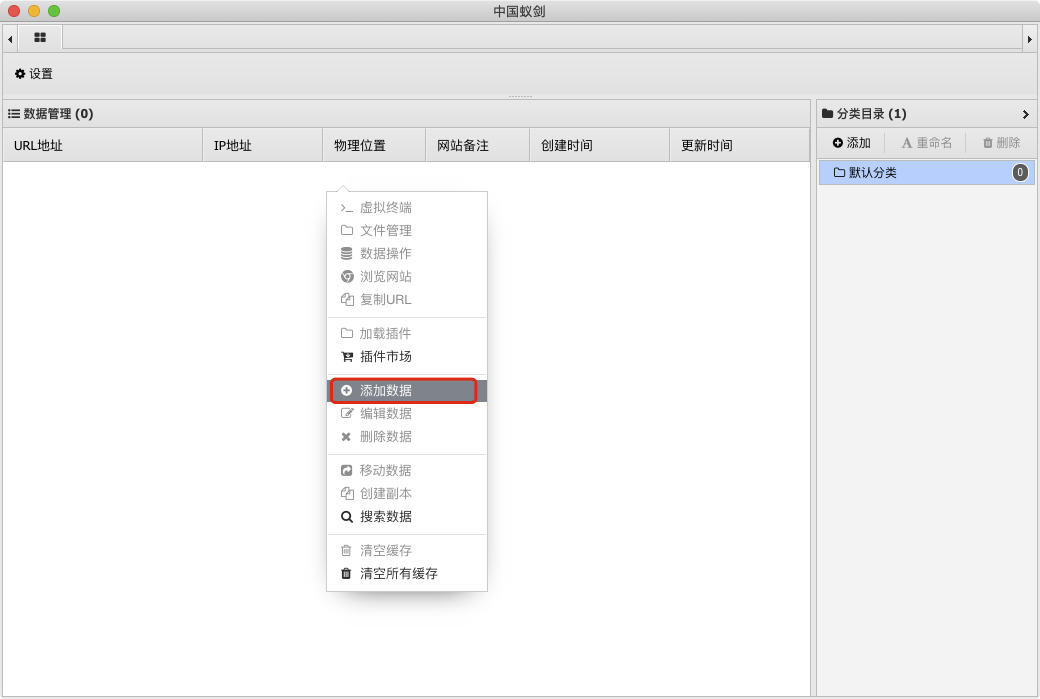 中国蚁剑
设置
数据管理 (0)
分类目录 (1)
URL地址 IP地址 物理位置 网站备注 创建时间 更新时间
添加 重命名 删除
默认分类 0
虚拟终端
文件管理
数据操作
浏览网站
复制URL
加载插件
插件市场
添加数据
编辑数据
删除数据
移动数据
创建副本
搜索数据
清空缓存
清空所有缓存